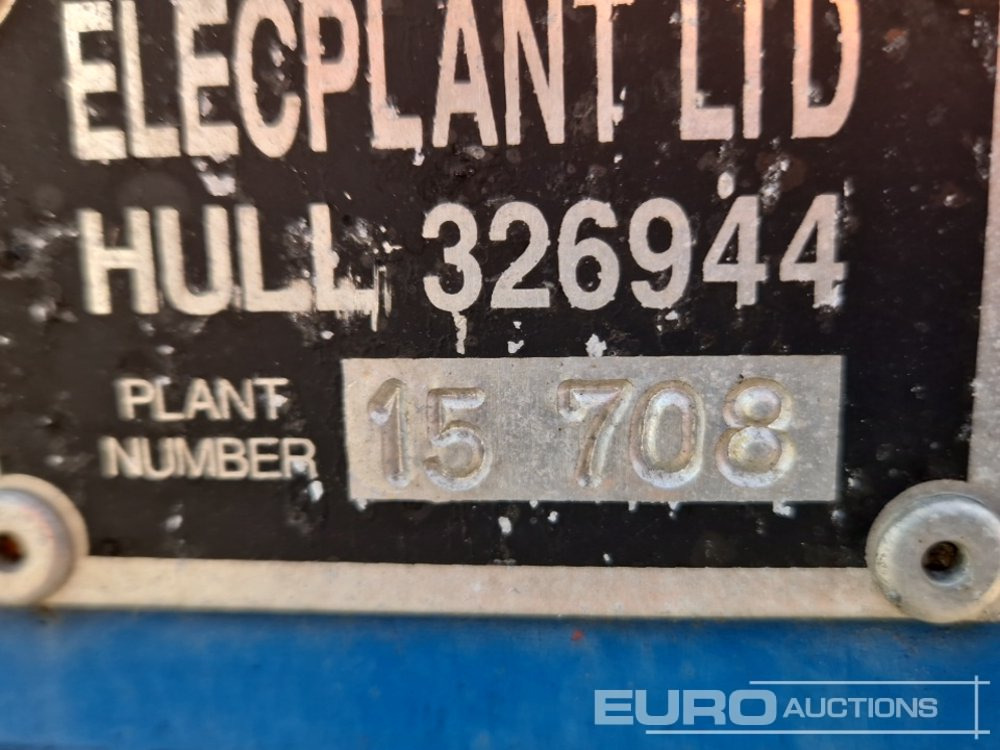 ELECPLANT LTD
HULL 326944
PLANT
NUMBER
15 708
EURO AUCTIONS